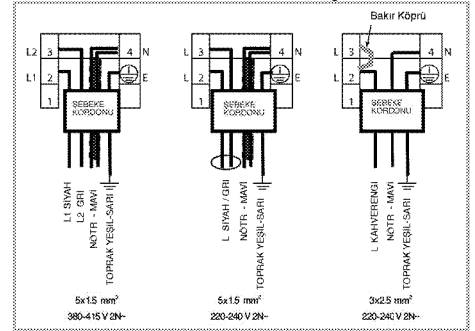 Bakır Köprü
L2 3 4 N
L1 2 E
1
ŞEBEKE
KORDONU
L1 SİYAH
L2 GRİ
NÖTR - MAVİ
TOPRAK YEŞİL-SARI
5x1.5 mm²
380-415 V 2N~
L 3 4 N
L 2 E
1
ŞEBEKE
KORDONU
L SİYAH / GRİ
NÖTR - MAVİ
TOPRAK YEŞİL-SARI
5x1.5 mm²
220-240 V 2N~
L 3 4 N
L 2 E
1
ŞEBEKE
KORDONU
L KAHVERENGİ
NÖTR - MAVİ
TOPRAK YEŞİL-SARI
3x2.5 mm²
220-240 V 2N~